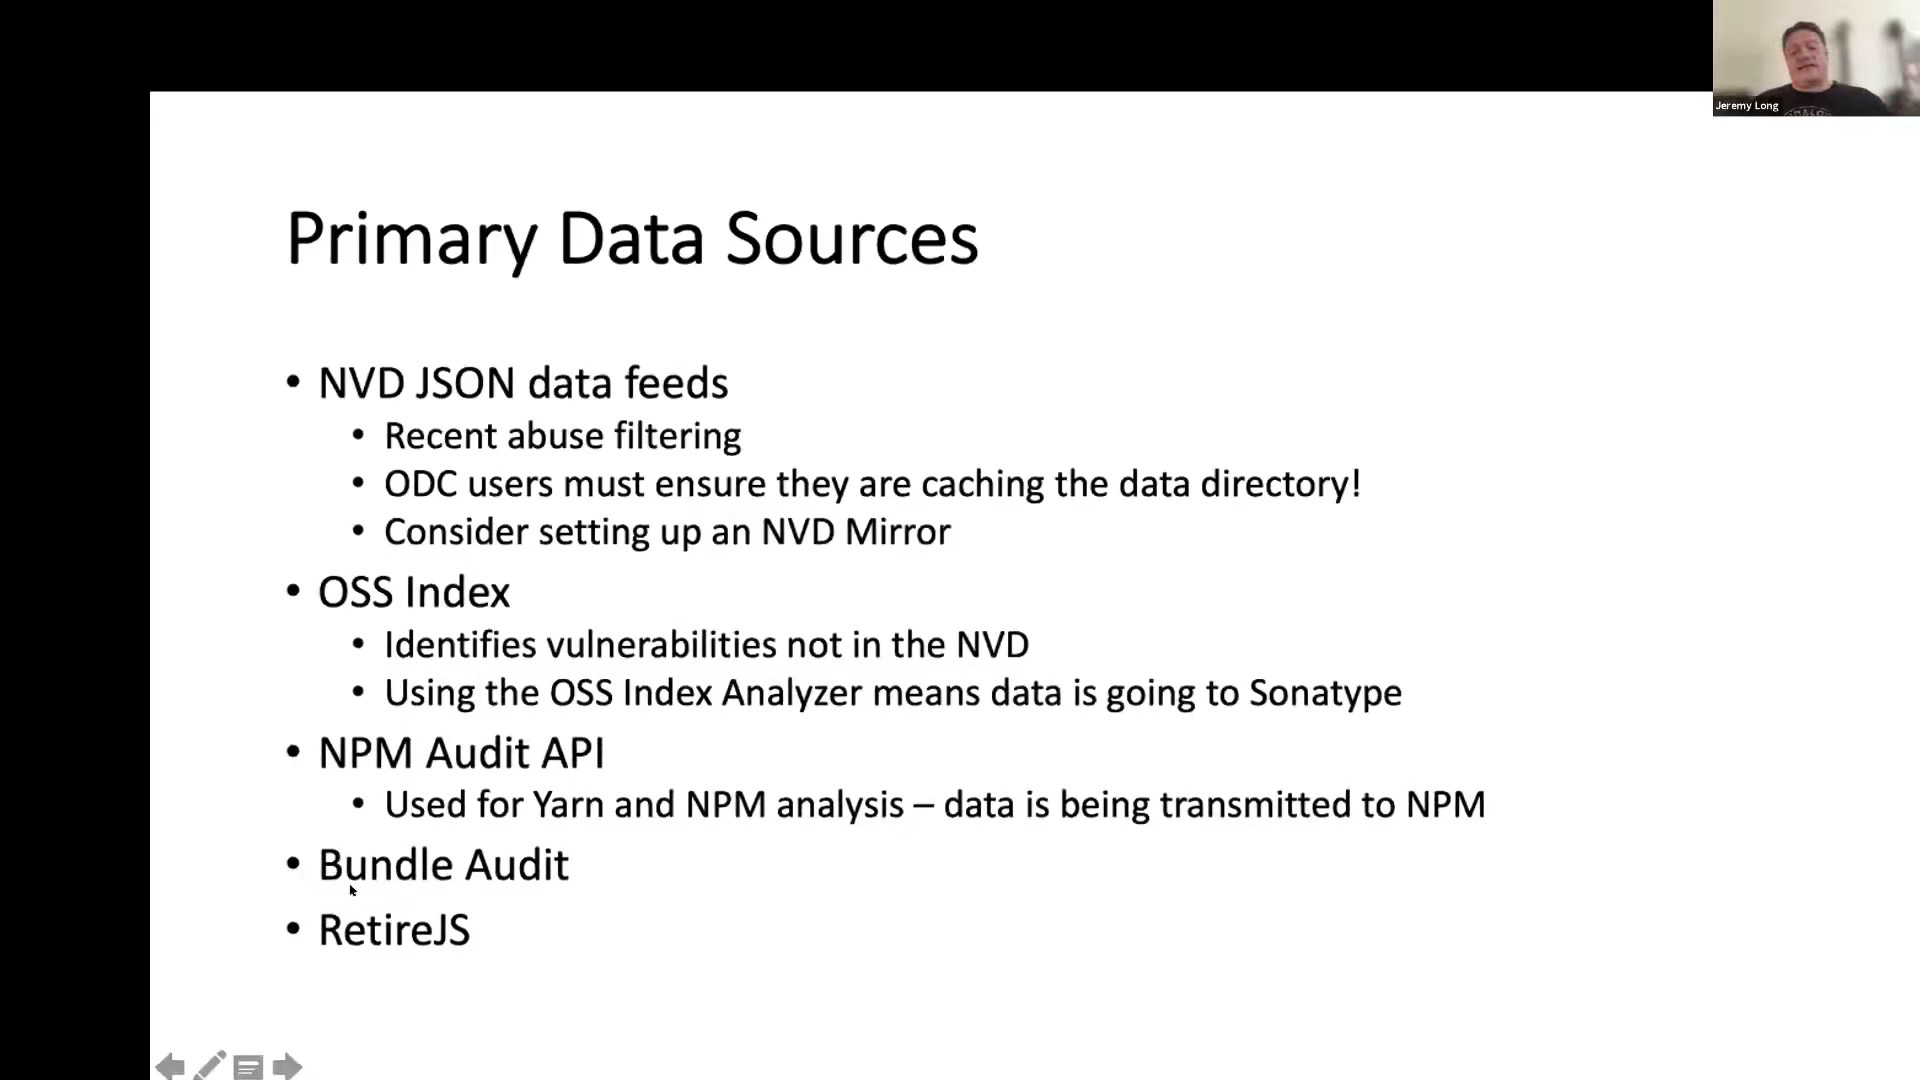 Jeremy Long
Primary Data Sources
• NVD JSON data feeds
• Recent abuse filtering
• ODC users must ensure they are caching the data directory!
• Consider setting up an NVD Mirror
• OSS Index
• Identifies vulnerabilities not in the NVD
• Using the OSS Index Analyzer means data is going to Sonatype
• NPM Audit API
• Used for Yarn and NPM analysis – data is being transmitted to NPM
• Bundle Audit
• RetireJS